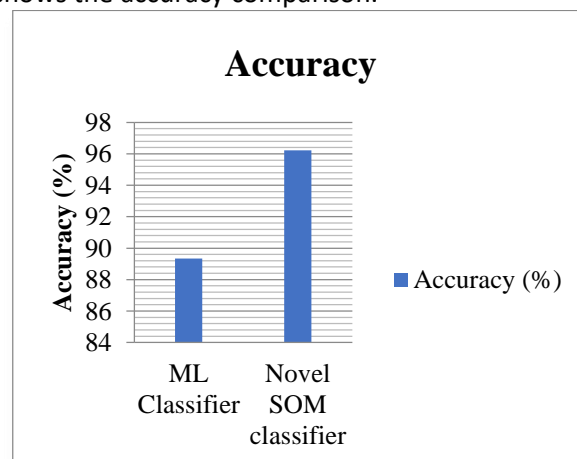 shows the accuracy comparison.
Accuracy
98
96
94
92
90
88
86
84
Accuracy (%)
ML
Classifier
Novel
SOM
classifier
Accuracy (%)